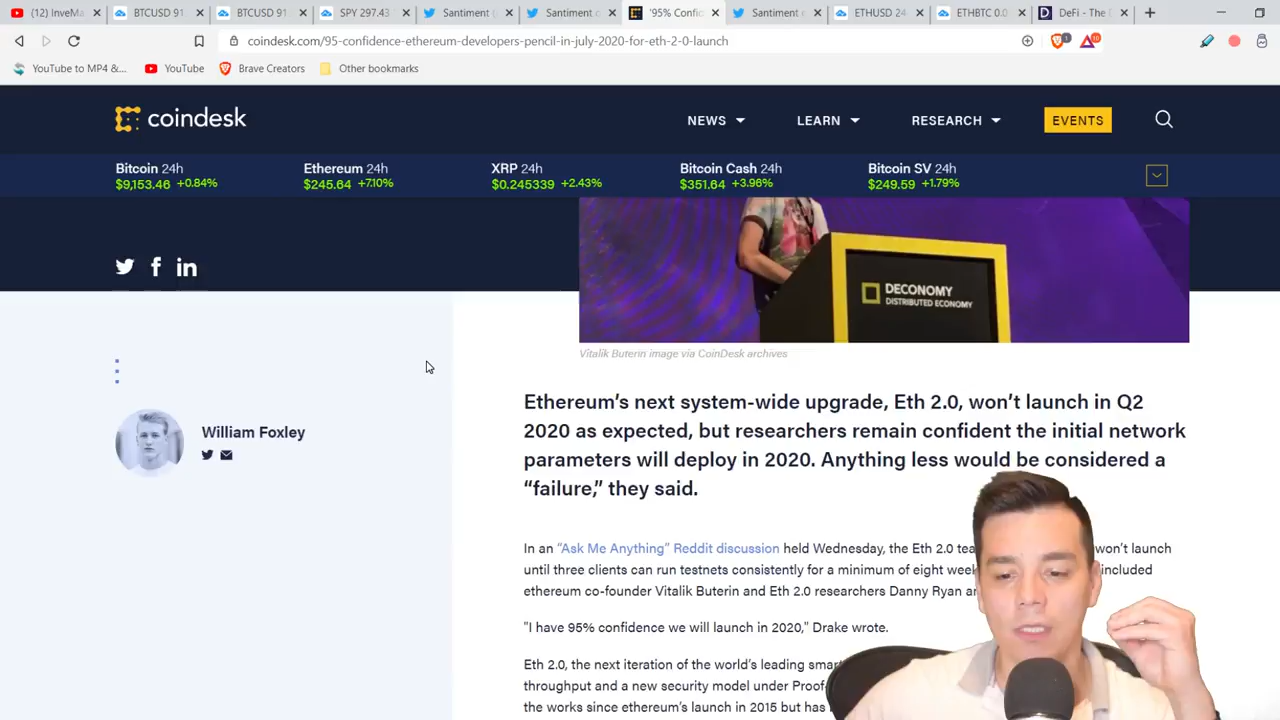 (12) InveMa
BTCUSD 91
BTCUSD 91
SPY 297.43
Santiment (
Santiment c
'95% Confic
Santiment
ETHUSD 24
ETHBTC 0.0
DeFi - The D
coindesk.com/95-confidence-ethereum-developers-pencil-in-july-2020-for-eth-2-0-launch
1
10
YouTube to MP4 &...
YouTube
Brave Creators
Other bookmarks
coindesk
NEWS
LEARN
RESEARCH
EVENTS
Bitcoin 24h
Ethereum 24h
XRP 24h
Bitcoin Cash 24h
Bitcoin SV 24h
$9,153.46 +0.84%
$245.64 +7.10%
$0.245339 +2.43%
$351.64 +3.96%
$249.59 +1.79%
DECONOMY
DISTRIBUTED ECONOMY
Vitalik Buterin image via CoinDesk archives
William Foxley
Ethereum's next system-wide upgrade, Eth 2.0, won't launch in Q2
2020 as expected, but researchers remain confident the initial network
parameters will deploy in 2020. Anything less would be considered a
"failure," they said.
In an "Ask Me Anything" Reddit discussion held Wednesday, the Eth 2.0 tea won't launch
until three clients can run testnets consistently for a minimum of eight wee included
ethereum co-founder Vitalik Buterin and Eth 2.0 researchers Danny Ryan a
"I have 95% confidence we will launch in 2020," Drake wrote.
Eth 2.0, the next iteration of the world's leading smar
throughput and a new security model under Proof-
the works since ethereum's launch in 2015 but has